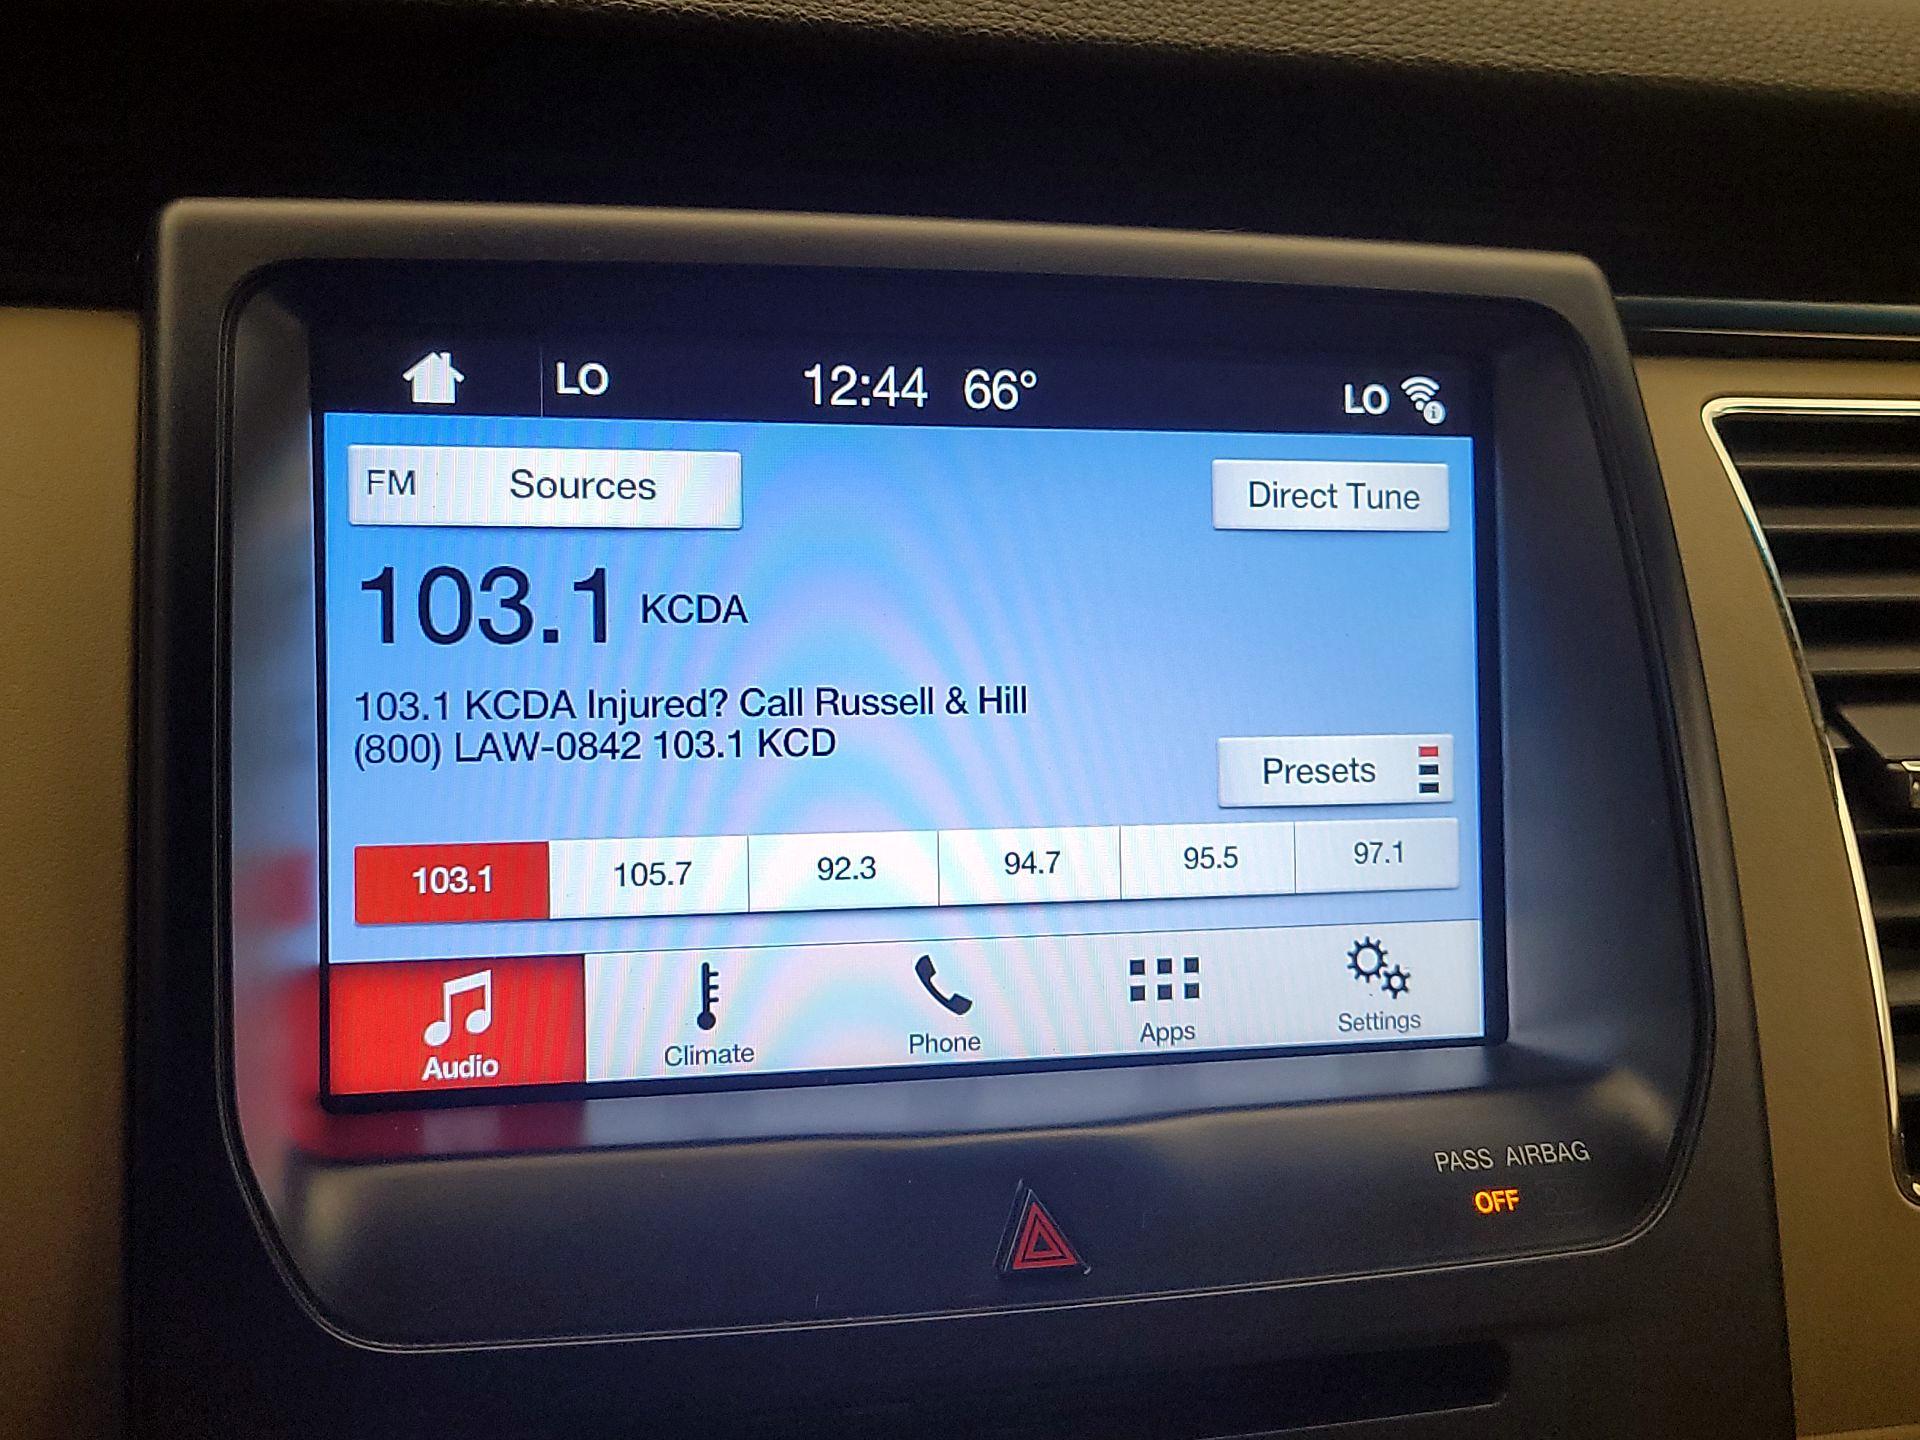 LO 12:44 66° LO
FM Sources Direct Tune
103.1 KCDA
103.1 KCDA Injured? Call Russell & Hill
(800) LAW-0842 103.1 KCD
Presets
103.1 105.7 92.3 94.7 95.5 97.1
Audio Climate Phone Apps Settings
PASS AIRBAG
OFF